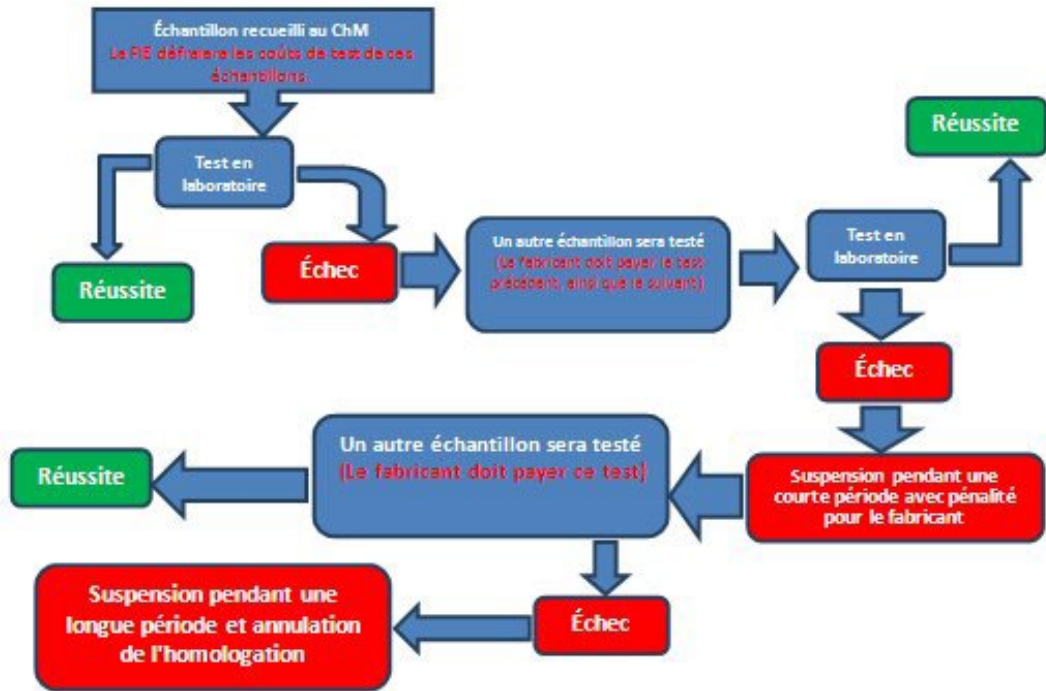 Échantillon recueilli au ChM
La FIE défraiera les coûts de test de ces
échantillons.
Test en
laboratoire
Réussite
Échec
Un autre échantillon sera testé
(Le fabricant doit payer le test
précédent, ainsi que le suivant)
Test en
laboratoire
Réussite
Échec
Suspension pendant une
courte période avec pénalité
pour le fabricant
Un autre échantillon sera testé
(Le fabricant doit payer ce test)
Réussite
Échec
Suspension pendant une
longue période et annulation
de l'homologation